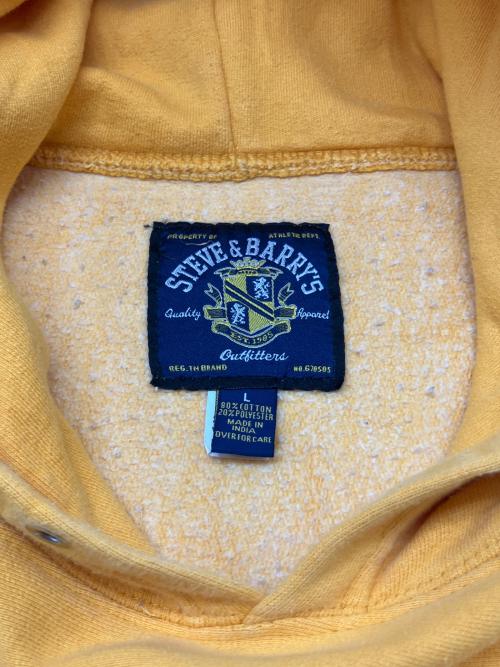 PROPERTY OF ATHLETIC DEPT.
STEVE & BARRY'S
Quality Apparel
EST. 1985
Outfitters
REG. TM BRAND NO. G78505
L
80% COTTON
20% POLYESTER
MADE IN
INDIA
OVER FOR CARE